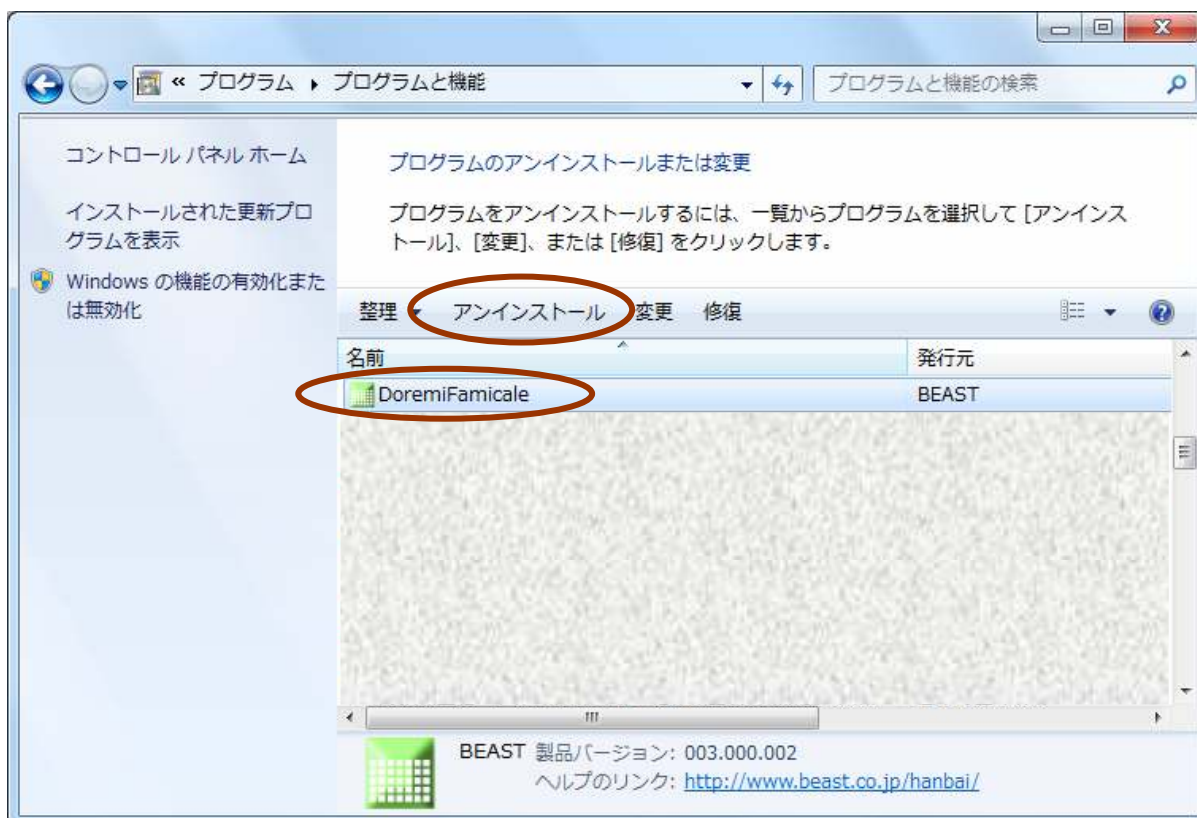 « プログラム ▸ プログラムと機能
プログラムと機能の検索
コントロール パネル ホーム
インストールされた更新プロ
グラムを表示
Windows の機能の有効化また
は無効化
プログラムのアンインストールまたは変更
プログラムをアンインストールするには、一覧からプログラムを選択して [アンインス
トール]、[変更]、または [修復] をクリックします。
整理 アンインストール 変更 修復
名前 発行元
DoremiFamicale BEAST
BEAST 製品バージョン: 003.000.002
ヘルプのリンク: http://www.beast.co.jp/hanbai/